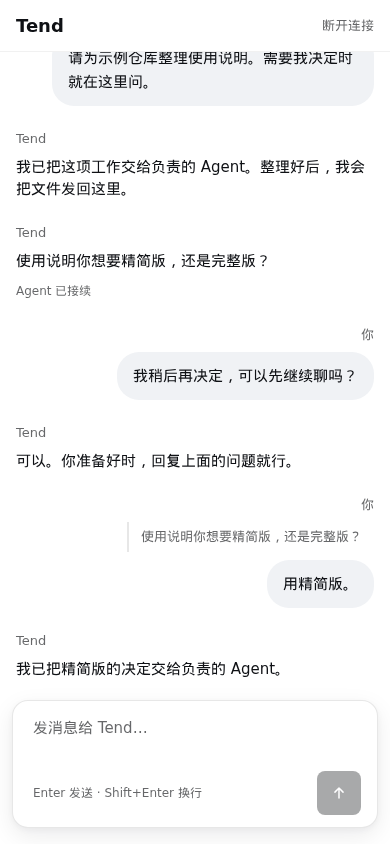 Tend
断开连接
请为示例仓库整理使用说明。需要我决定时
就在这里问。
Tend
我已把这项工作交给负责的 Agent。整理好后，我会
把文件发回这里。
Tend
使用说明你想要精简版，还是完整版？
Agent 已接续
你
我稍后再决定，可以先继续聊吗？
Tend
可以。你准备好时，回复上面的问题就行。
你
使用说明你想要精简版，还是完整版？
用精简版。
Tend
我已把精简版的决定交给负责的 Agent。
发消息给 Tend...
Enter 发送 · Shift+Enter 换行